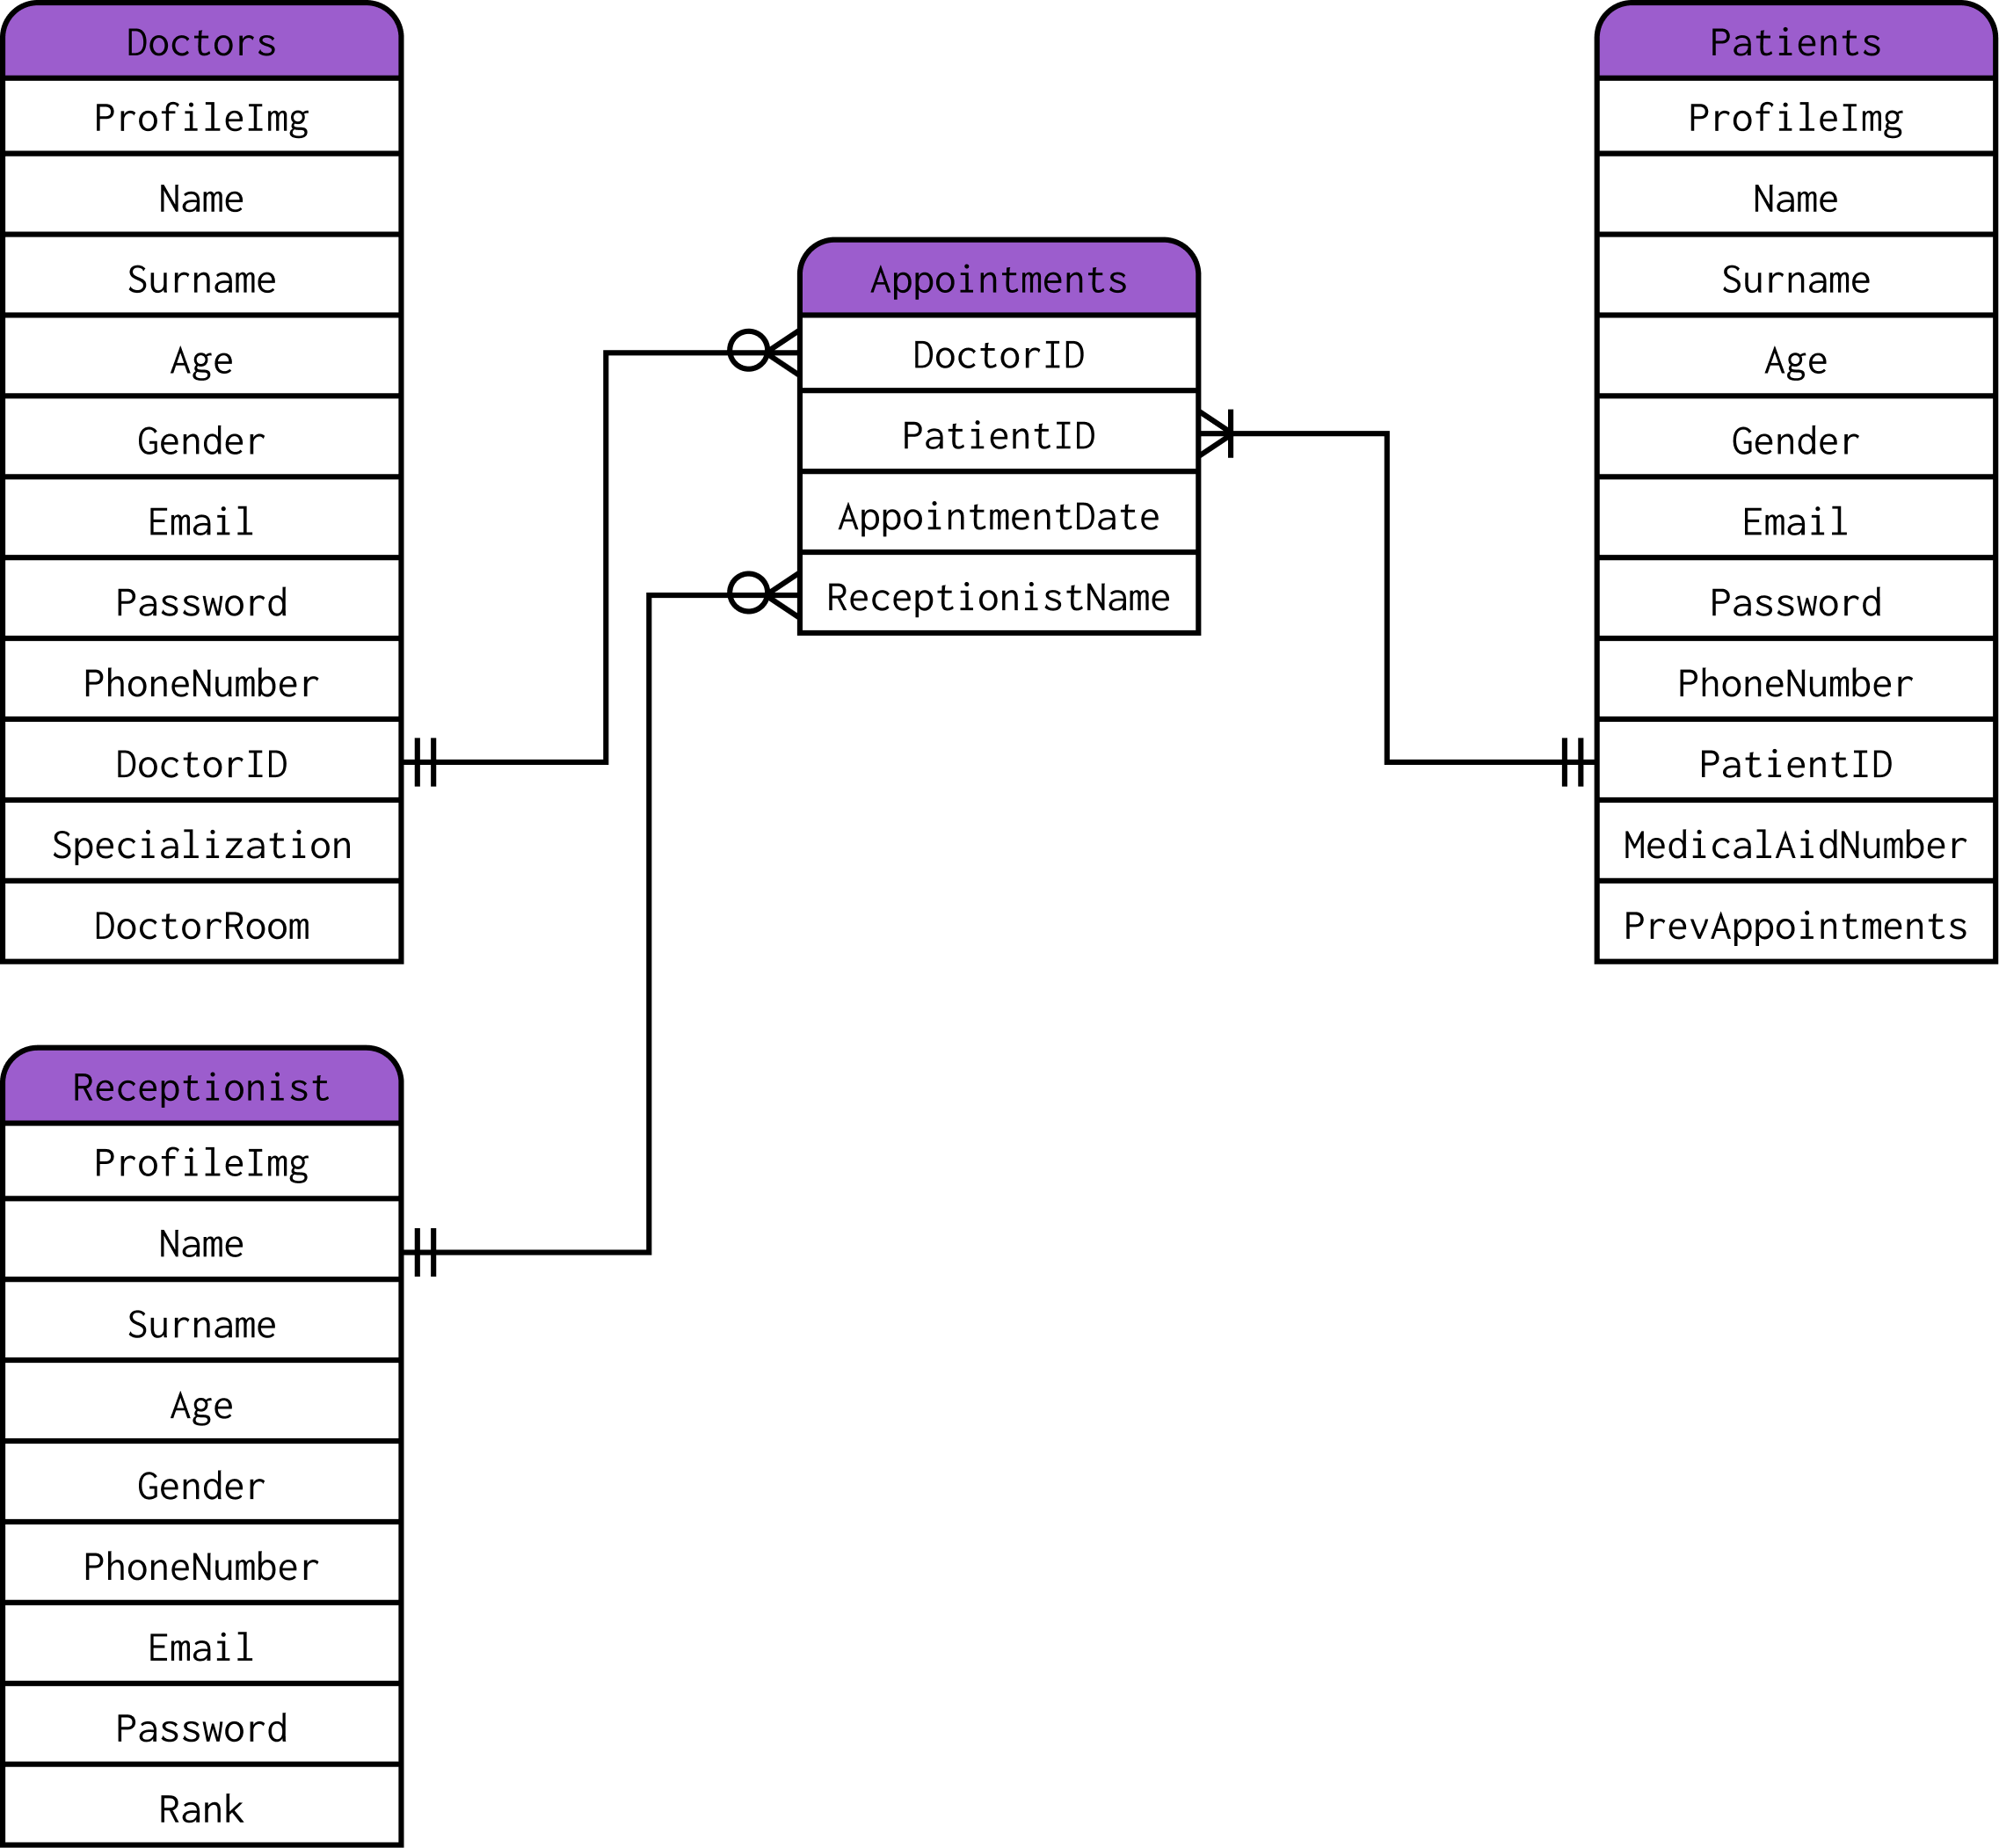 Doctors
ProfileImg
Name
Surname
Age
Gender
Email
Password
PhoneNumber
DoctorID
Specialization
DoctorRoom
Appointments
DoctorID
PatientID
AppointmentDate
ReceptionistName
Patients
ProfileImg
Name
Surname
Age
Gender
Email
Password
PhoneNumber
PatientID
MedicalAidNumber
PrevAppointments
Receptionist
ProfileImg
Name
Surname
Age
Gender
PhoneNumber
Email
Password
Rank